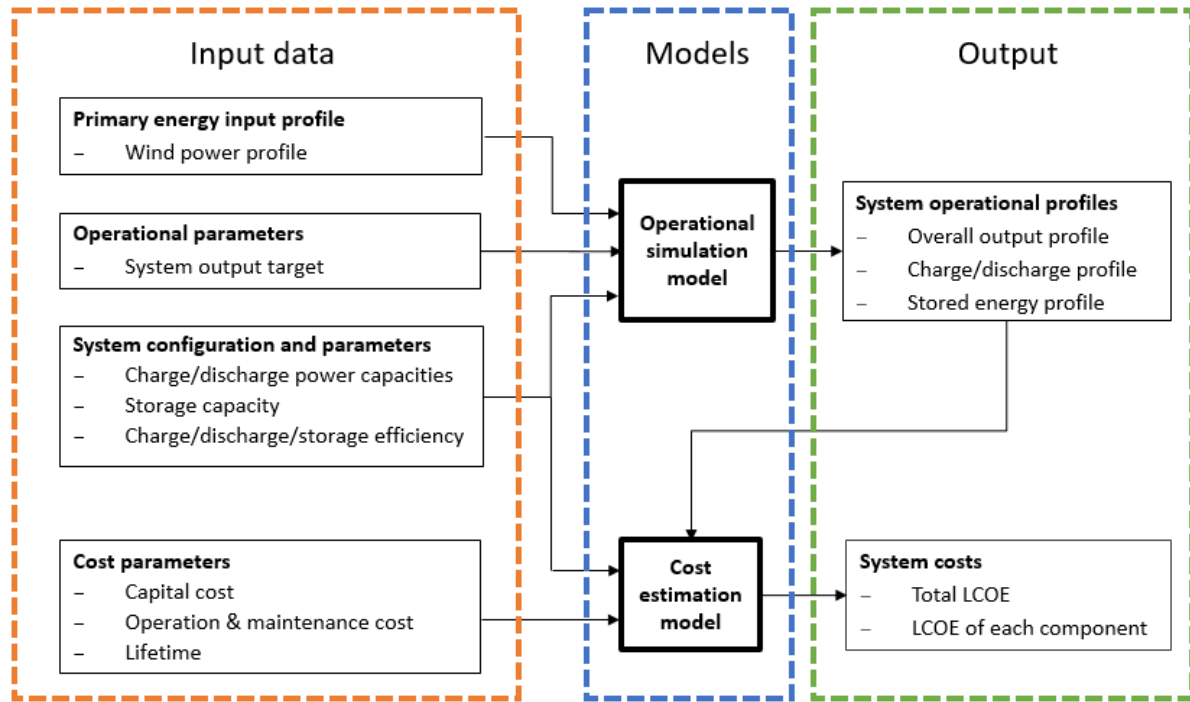 Input data
Primary energy input profile
– Wind power profile
Operational parameters
– System output target
System configuration and parameters
– Charge/discharge power capacities
– Storage capacity
– Charge/discharge/storage efficiency
Cost parameters
– Capital cost
– Operation & maintenance cost
– Lifetime
Models
Operational
simulation
model
Cost
estimation
model
Output
System operational profiles
– Overall output profile
– Charge/discharge profile
– Stored energy profile
System costs
– Total LCOE
– LCOE of each component